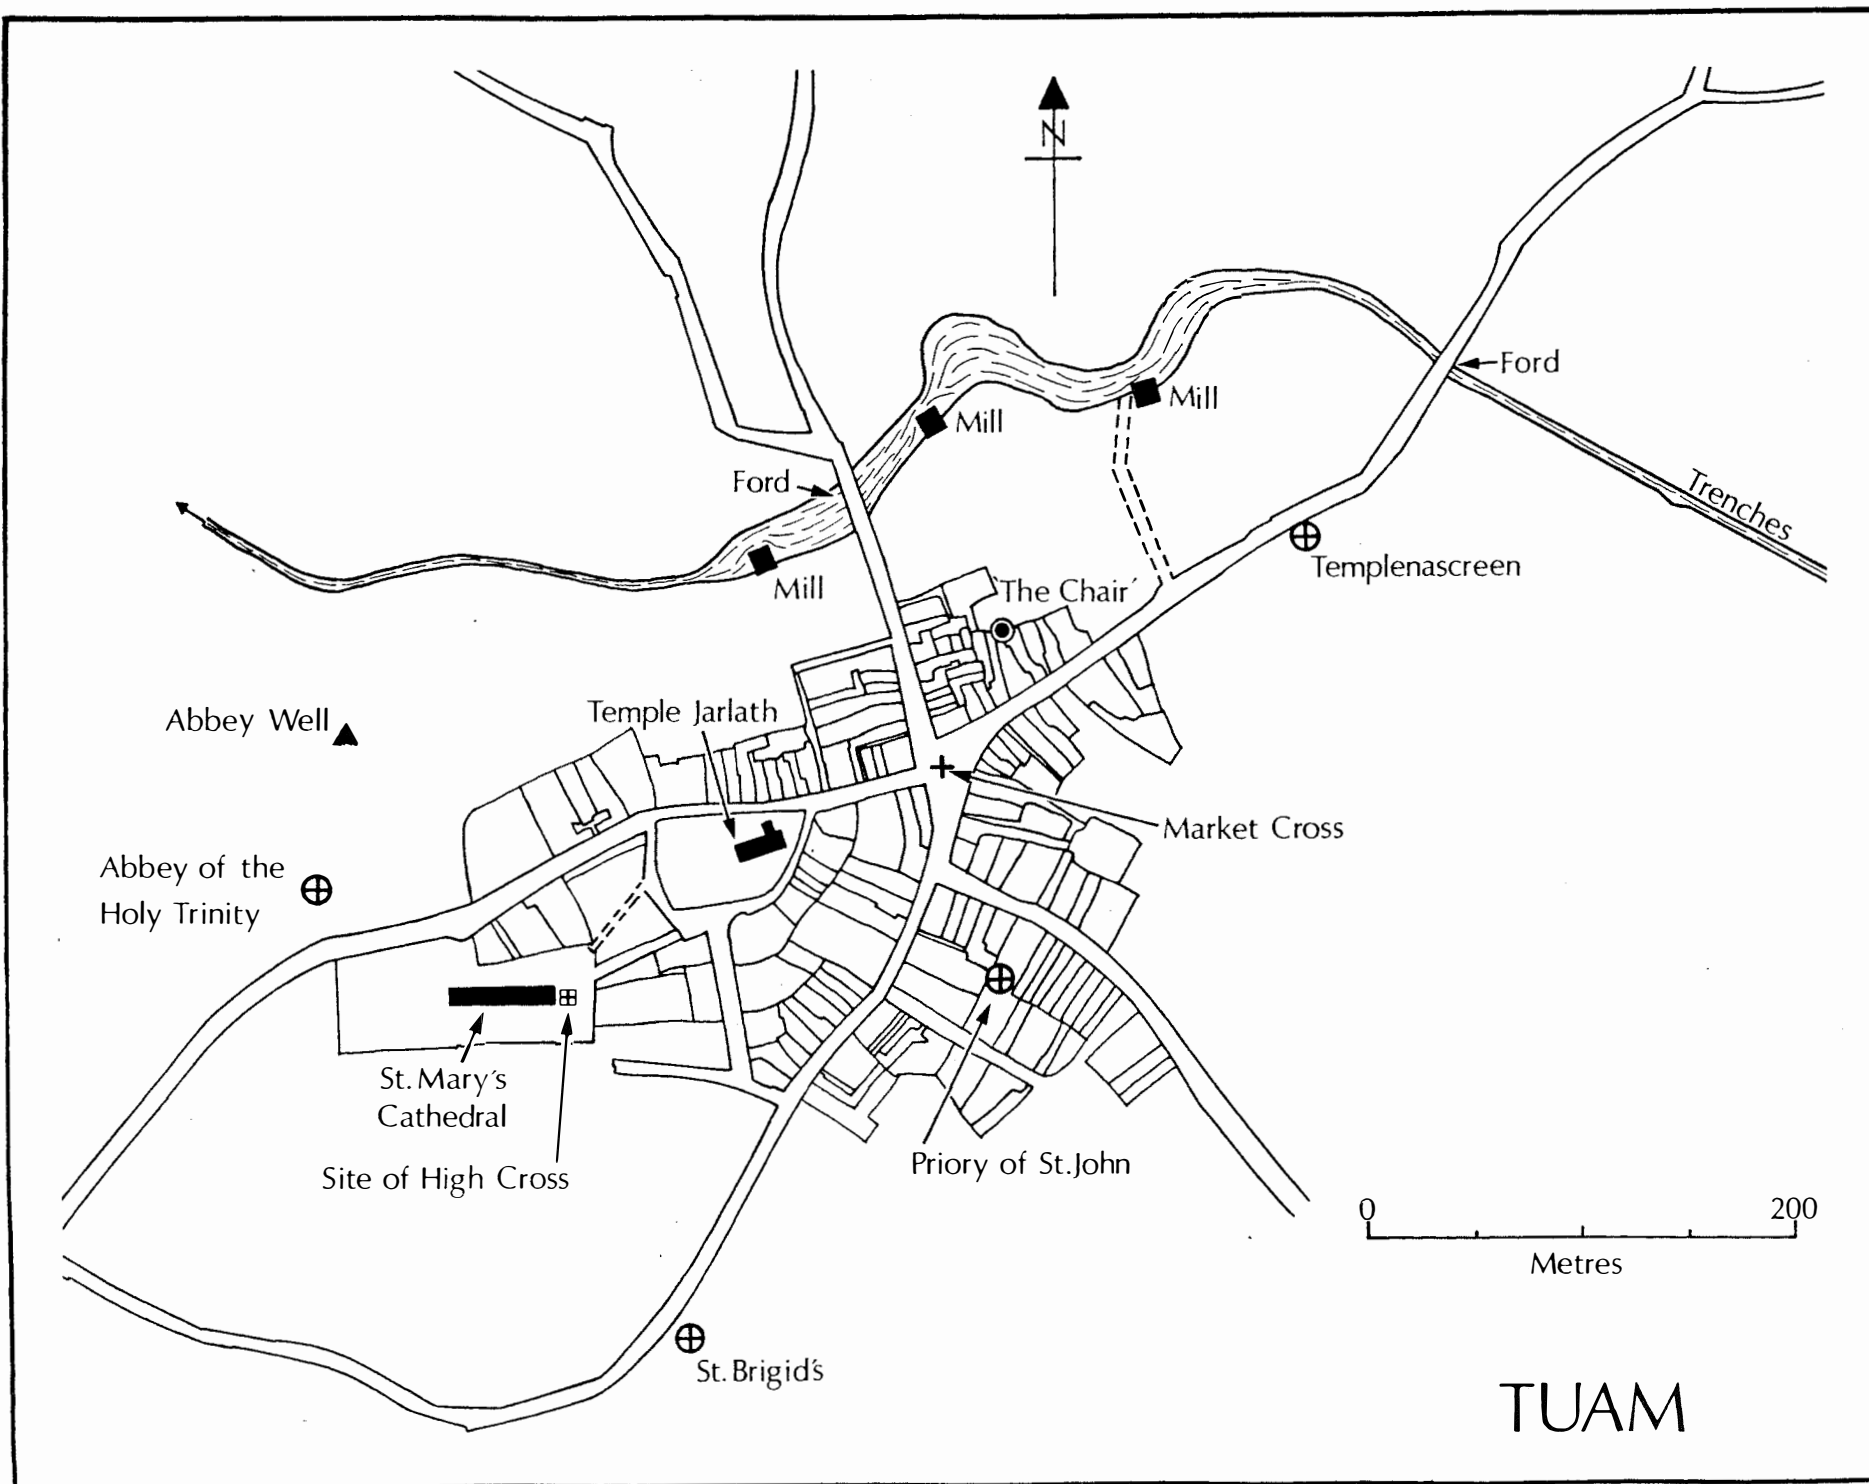 N
Ford
Mill
Mill
Ford
Trenches
Templenascreen
Mill
'The Chair'
Temple Jarlath
Abbey Well
Market Cross
Abbey of the
Holy Trinity
St. Mary's
Cathedral
Site of High Cross
Priory of St. John
0 200
Metres
St. Brigid's
TUAM